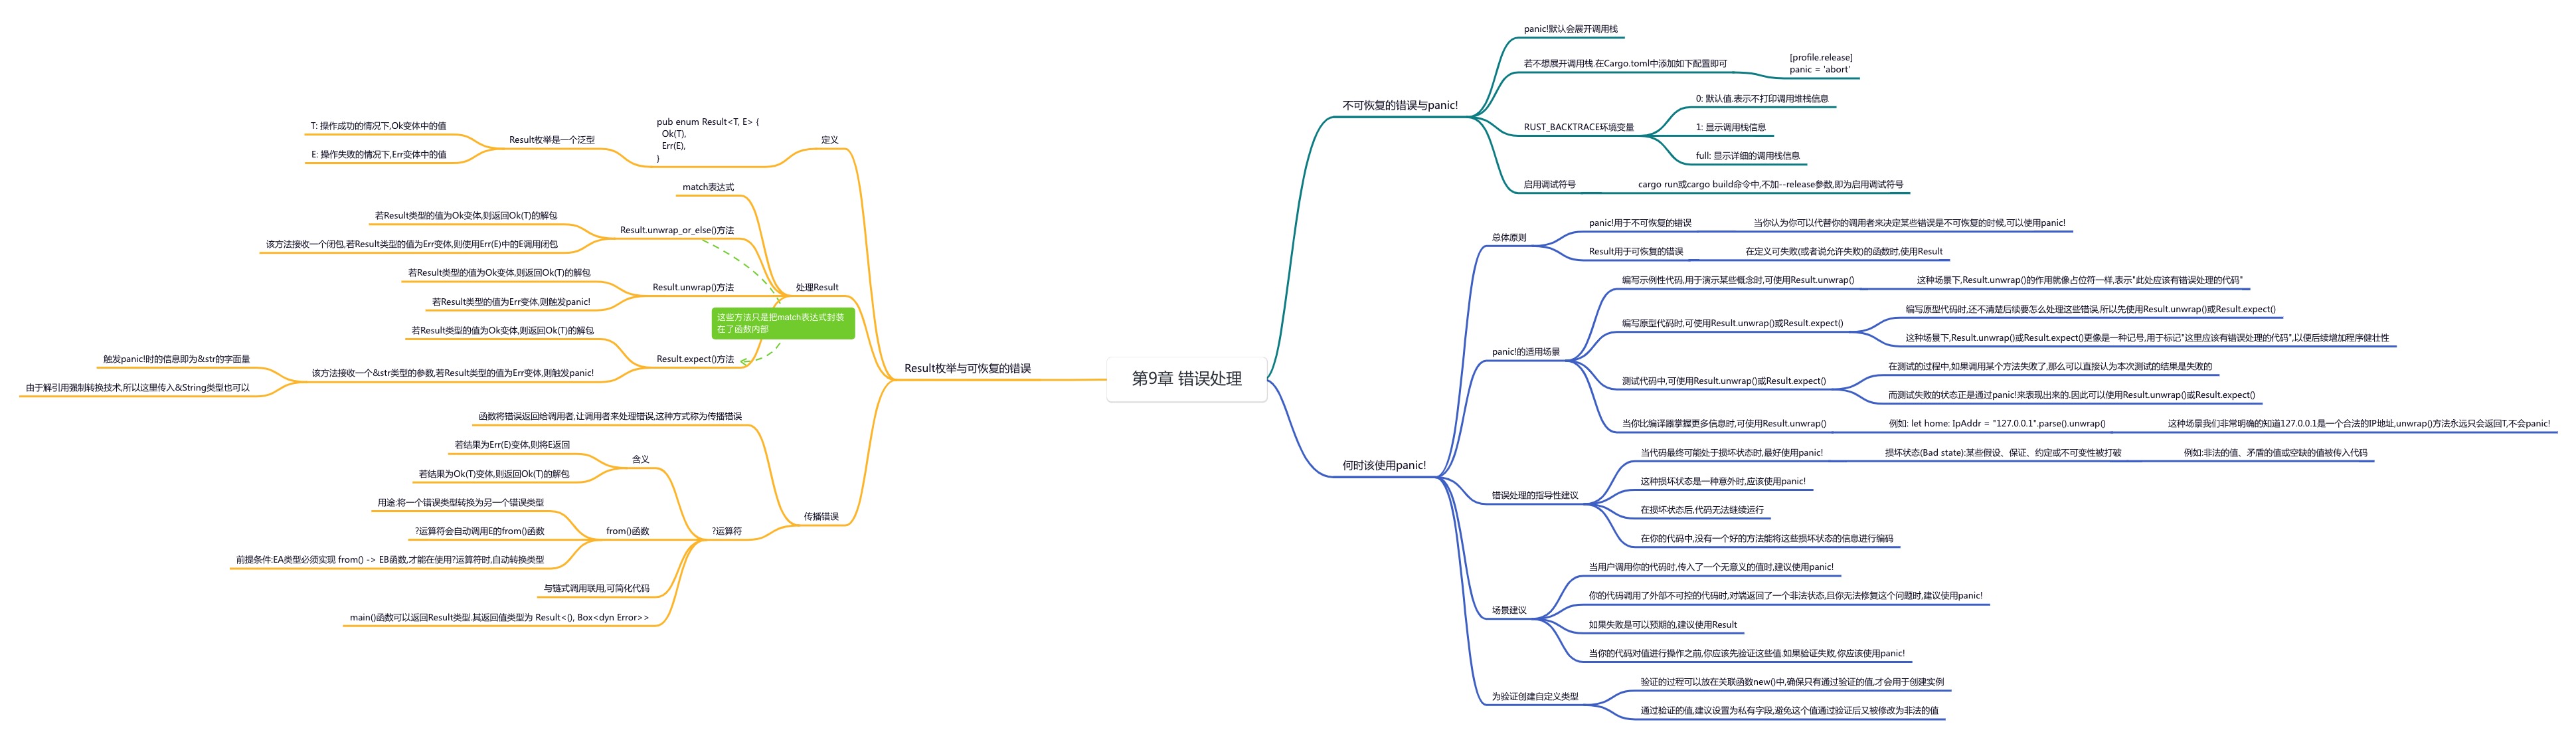 第9章 错误处理
不可恢复的错误与panic!
panic!默认会展开调用栈
若不想展开调用栈.在Cargo.toml中添加如下配置即可
[profile.release]
panic = 'abort'
RUST_BACKTRACE环境变量
0: 默认值.表示不打印调用堆栈信息
1: 显示调用栈信息
full: 显示详细的调用栈信息
启用调试符号
cargo run或cargo build命令中,不加--release参数,即为启用调试符号
何时该使用panic!
总体原则
panic!用于不可恢复的错误
当你认为你可以代替你的调用者来决定某些错误是不可恢复的时候,可以使用panic!
Result用于可恢复的错误
在定义可失败(或者说允许失败)的函数时,使用Result
panic!的适用场景
编写示例性代码,用于演示某些概念时,可使用Result.unwrap()
这种场景下,Result.unwrap()的作用就像占位符一样,表示"此处应该有错误处理的代码"
编写原型代码时,可使用Result.unwrap()或Result.expect()
编写原型代码时,还不清楚后续要怎么处理这些错误,所以先使用Result.unwrap()或Result.expect()
这种场景下,Result.unwrap()或Result.expect()更像是一种记号,用于标记"这里应该有错误处理的代码",以便后续增加程序健壮性
测试代码中,可使用Result.unwrap()或Result.expect()
在测试的过程中,如果调用某个方法失败了,那么可以直接认为本次测试的结果是失败的
而测试失败的状态正是通过panic!来表现出来的.因此可以使用Result.unwrap()或Result.expect()
当你比编译器掌握更多信息时,可使用Result.unwrap()
例如: let home: IpAddr = "127.0.0.1".parse().unwrap()
这种场景我们非常明确的知道127.0.0.1是一个合法的IP地址,unwrap()方法永远只会返回T,不会panic!
错误处理的指导性建议
当代码最终可能处于损坏状态时,最好使用panic!
损坏状态(Bad state):某些假设、保证、约定或不可变性被打破
例如:非法的值、矛盾的值或空缺的值被传入代码
这种损坏状态是一种意外时,应该使用panic!
在损坏状态后,代码无法继续运行
在你的代码中,没有一个好的方法能将这些损坏状态的信息进行编码
场景建议
当用户调用你的代码时,传入了一个无意义的值时,建议使用panic!
你的代码调用了外部不可控的代码时,对端返回了一个非法状态,且你无法修复这个问题时,建议使用panic!
如果失败是可以预期的,建议使用Result
当你的代码对值进行操作之前,你应该先验证这些值.如果验证失败,你应该使用panic!
为验证创建自定义类型
验证的过程可以放在关联函数new()中,确保只有通过验证的值,才会用于创建实例
通过验证的值,建议设置为私有字段,避免这个值通过验证后又被修改为非法的值
Result枚举与可恢复的错误
定义
pub enum Result<T, E> {
Ok(T),
Err(E),
}
Result枚举是一个泛型
T: 操作成功的情况下,Ok变体中的值
E: 操作失败的情况下,Err变体中的值
处理Result
match表达式
Result.unwrap_or_else()方法
若Result类型的值为Ok变体,则返回Ok(T)的解包
该方法接收一个闭包,若Result类型的值为Err变体,则使用Err(E)中的E调用闭包
Result.unwrap()方法
若Result类型的值为Ok变体,则返回Ok(T)的解包
若Result类型的值为Err变体,则触发panic!
这些方法只是把match表达式封装
在了函数内部
Result.expect()方法
若Result类型的值为Ok变体,则返回Ok(T)的解包
该方法接收一个&str类型的参数,若Result类型的值为Err变体,则触发panic!
触发panic!时的信息即为&str的字面量
由于解引用强制转换技术,所以这里传入&String类型也可以
传播错误
函数将错误返回给调用者,让调用者来处理错误,这种方式称为传播错误
?运算符
含义
若结果为Err(E)变体,则将E返回
若结果为Ok(T)变体,则返回Ok(T)的解包
from()函数
用途:将一个错误类型转换为另一个错误类型
?运算符会自动调用E的from()函数
前提条件:EA类型必须实现 from() -> EB函数,才能在使用?运算符时,自动转换类型
与链式调用联用,可简化代码
main()函数可以返回Result类型.其返回值类型为 Result<(), Box<dyn Error>>